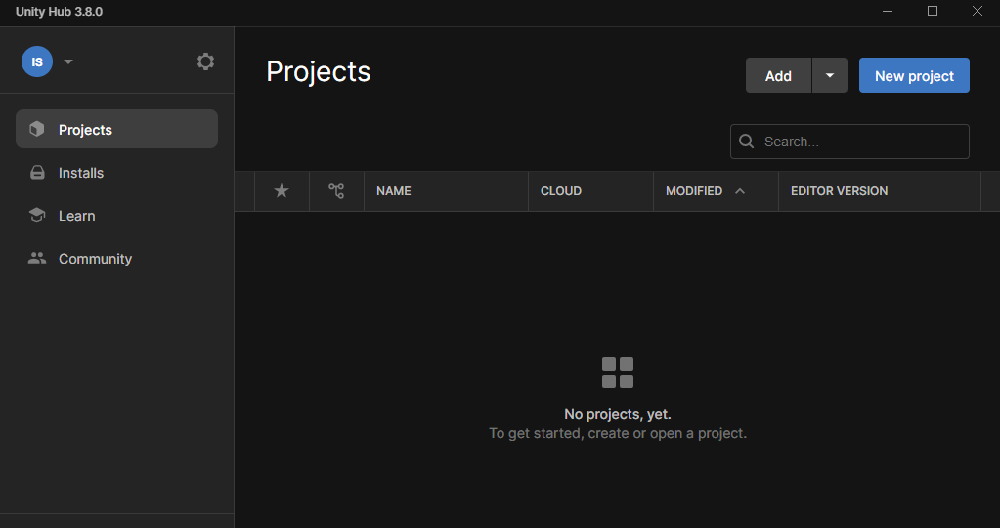 Unity Hub 3.8.0
IS
Projects
Installs
Learn
Community
Projects
Add
New project
Search...
NAME
CLOUD
MODIFIED
EDITOR VERSION
No projects, yet.
To get started, create or open a project.